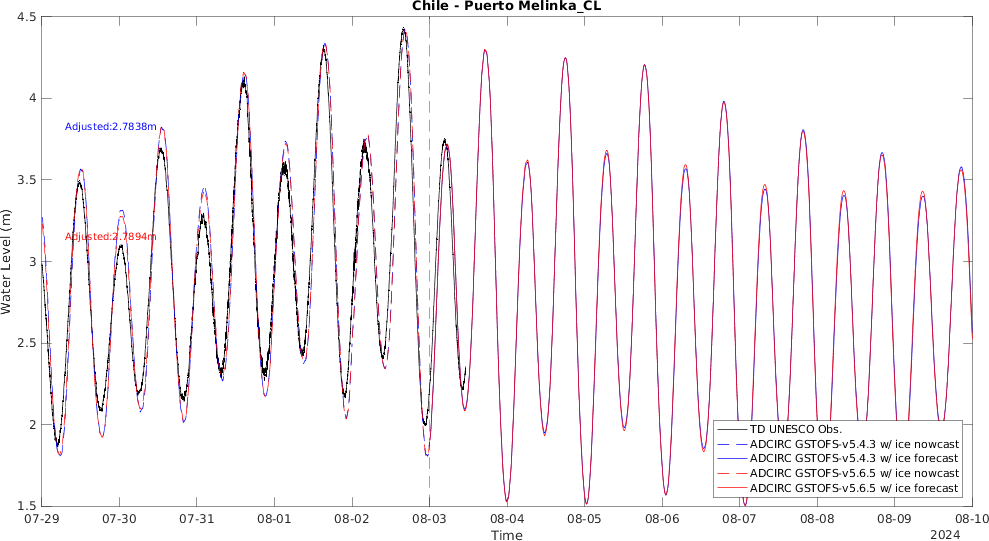 Chile - Puerto Melinka_CL
4.5
4
3.5
3
2.5
2
1.5
Water Level (m)
Adjusted:2.7838m
Adjusted:2.7894m
TD UNESCO Obs.
ADCIRC GSTOFS-v5.4.3 w/ ice nowcast
ADCIRC GSTOFS-v5.4.3 w/ ice forecast
ADCIRC GSTOFS-v5.6.5 w/ ice nowcast
ADCIRC GSTOFS-v5.6.5 w/ ice forecast
07-29 07-30 07-31 08-01 08-02 08-03 08-04 08-05 08-06 08-07 08-08 08-09 08-10
Time
2024